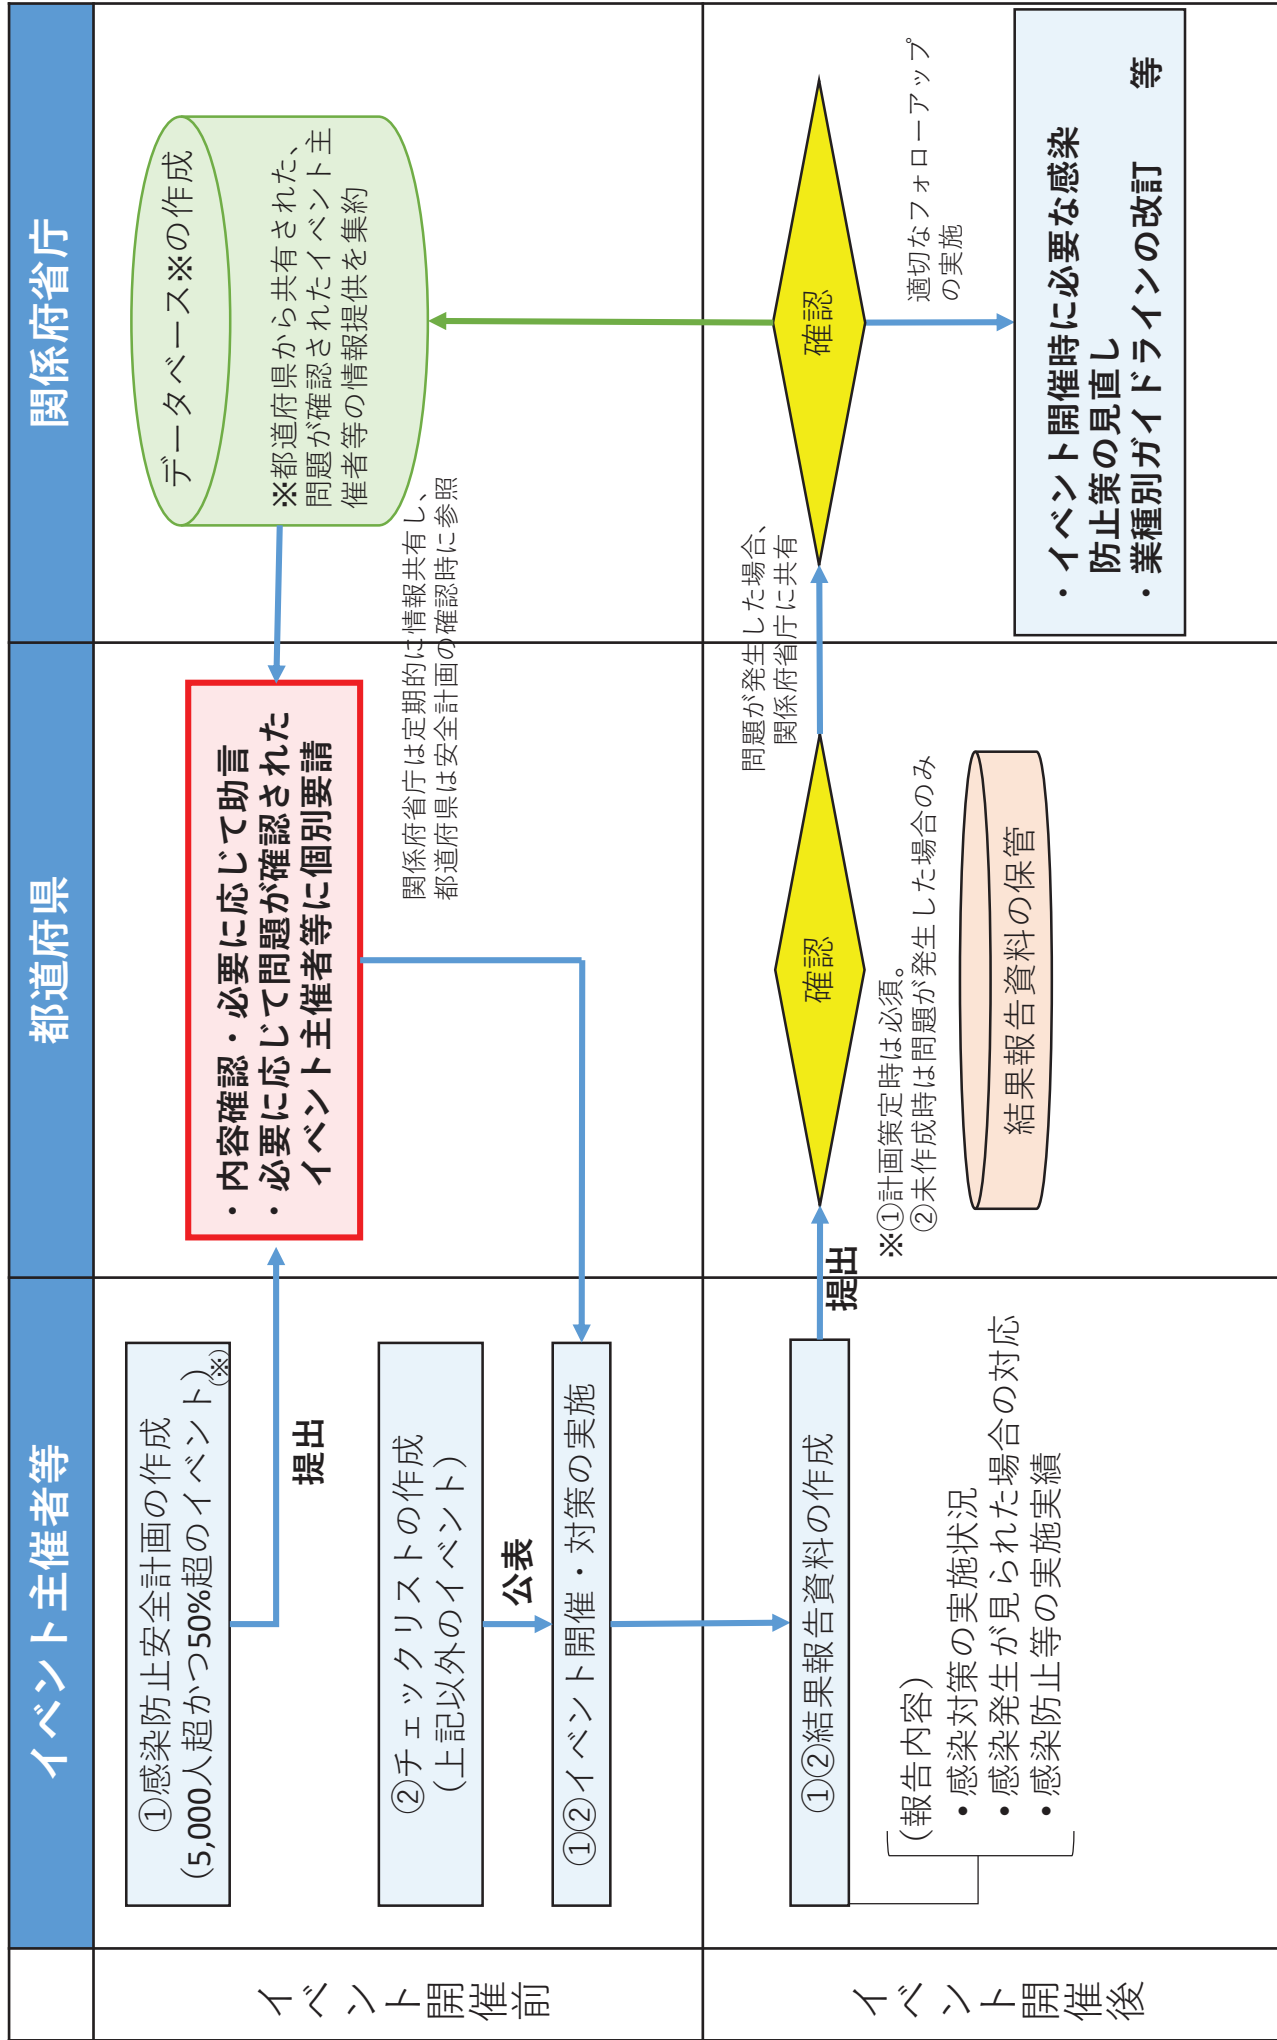 イベント主催者等
都道府県
関係府省庁
イベント開催前
①感染防止安全計画の作成
(5,000人超かつ50%超のイベント)(※)
提出
②チェックリストの作成
(上記以外のイベント)
公表
①②イベント開催・対策の実施
・内容確認・必要に応じて助言
・必要に応じて問題が確認された
イベント主催者等に個別要請
データベース※の作成
※都道府県から共有された、
問題が確認されたイベント主
催者等の情報提供を集約
関係府省庁は定期的に情報共有し、
都道府県は安全計画の確認時に参照
イベント開催後
①②結果報告資料の作成
(報告内容)
・感染対策の実施状況
・感染発生が見られた場合の対応
・感染防止等の実施実績
提出
確認
※①計画策定時は必須。
②未作成時は問題が発生した場合のみ
結果報告資料の保管
問題が発生した場合、
関係府省庁に共有
確認
適切なフォローアップ
の実施
・イベント開催時に必要な感染
防止策の見直し
・業種別ガイドラインの改訂 等